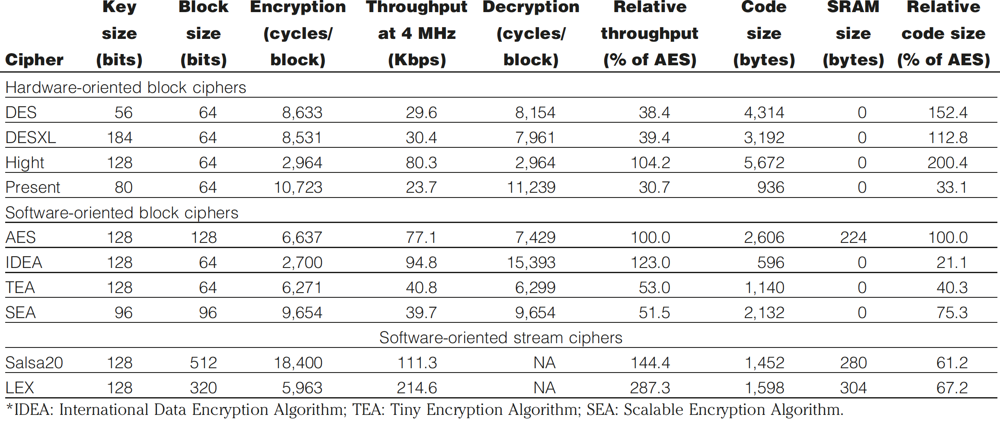 Key Block Encryption Throughput Decryption Relative Code SRAM Relative
size size (cycles/ at 4 MHz (cycles/ throughput size size code size
Cipher (bits) (bits) block) (Kbps) block) (% of AES) (bytes) (bytes) (% of AES)
Hardware-oriented block ciphers
DES 56 64 8,633 29.6 8,154 38.4 4,314 0 152.4
DESXL 184 64 8,531 30.4 7,961 39.4 3,192 0 112.8
Hight 128 64 2,964 80.3 2,964 104.2 5,672 0 200.4
Present 80 64 10,723 23.7 11,239 30.7 936 0 33.1
Software-oriented block ciphers
AES 128 128 6,637 77.1 7,429 100.0 2,606 224 100.0
IDEA 128 64 2,700 94.8 15,393 123.0 596 0 21.1
TEA 128 64 6,271 40.8 6,299 53.0 1,140 0 40.3
SEA 96 96 9,654 39.7 9,654 51.5 2,132 0 75.3
Software-oriented stream ciphers
Salsa20 128 512 18,400 111.3 NA 144.4 1,452 280 61.2
LEX 128 320 5,963 214.6 NA 287.3 1,598 304 67.2
*IDEA: International Data Encryption Algorithm; TEA: Tiny Encryption Algorithm; SEA: Scalable Encryption Algorithm.